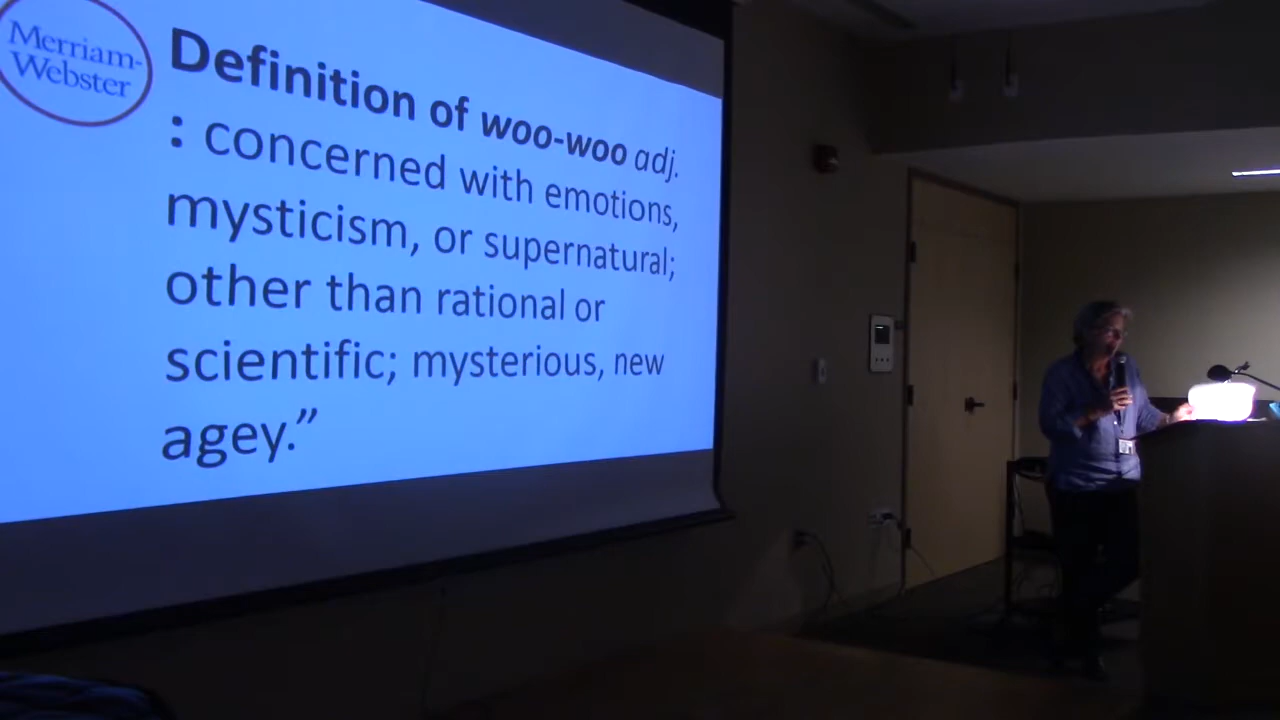 Merriam-
Webster
Definition of woo-woo adj.
: concerned with emotions,
mysticism, or supernatural;
other than rational or
scientific; mysterious, new
agey.”